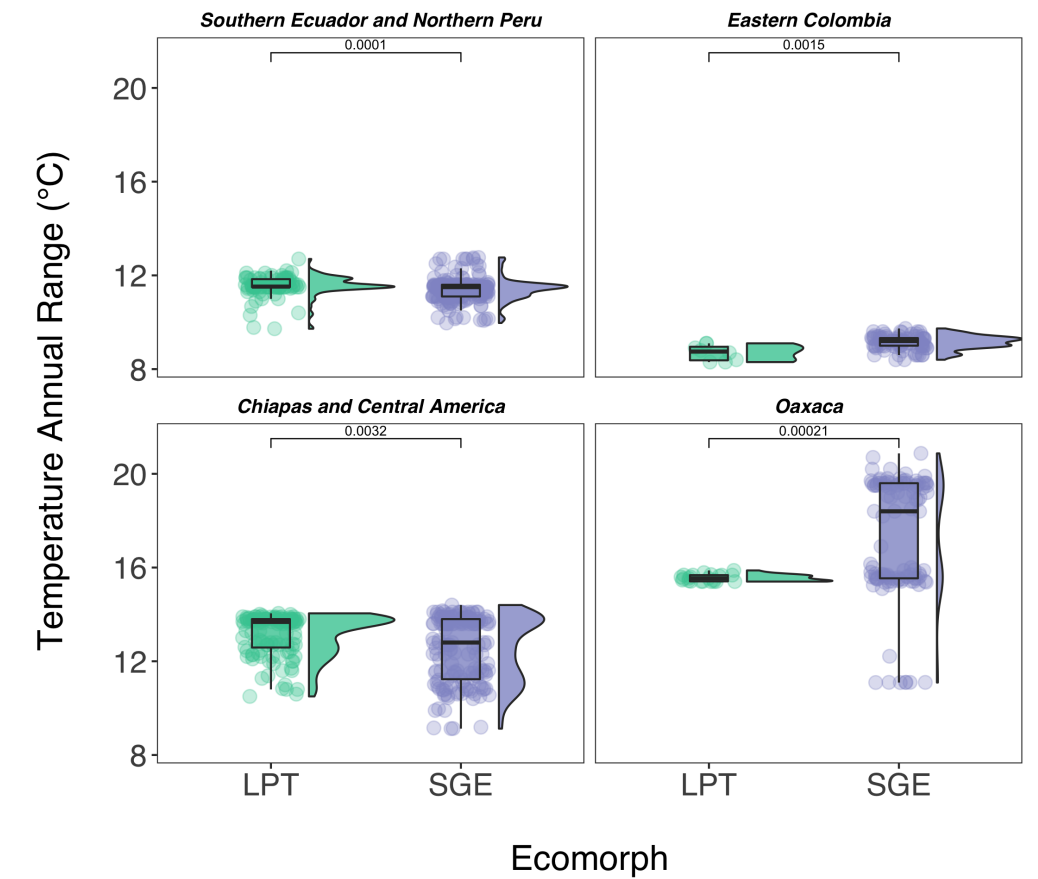 Southern Ecuador and Northern Peru
Eastern Colombia
0.0001
0.0015
20
16
12
8
Temperature Annual Range (°C)
Chiapas and Central America
Oaxaca
0.0032
0.00021
20
16
12
8
LPT
SGE
LPT
SGE
Ecomorph